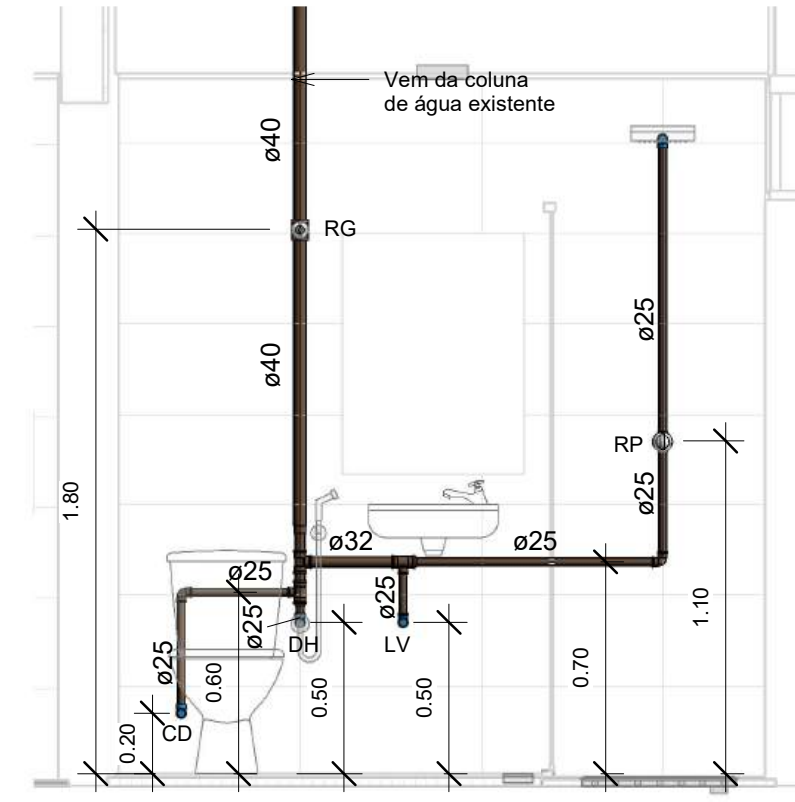 Vem da coluna
de água existente
ø40
RG
ø40
ø25
RP
ø25
1.80
ø32
ø25
ø25
ø25
ø25
ø25
DH
LV
CD
0.60
0.50
0.50
0.70
1.10
0.20